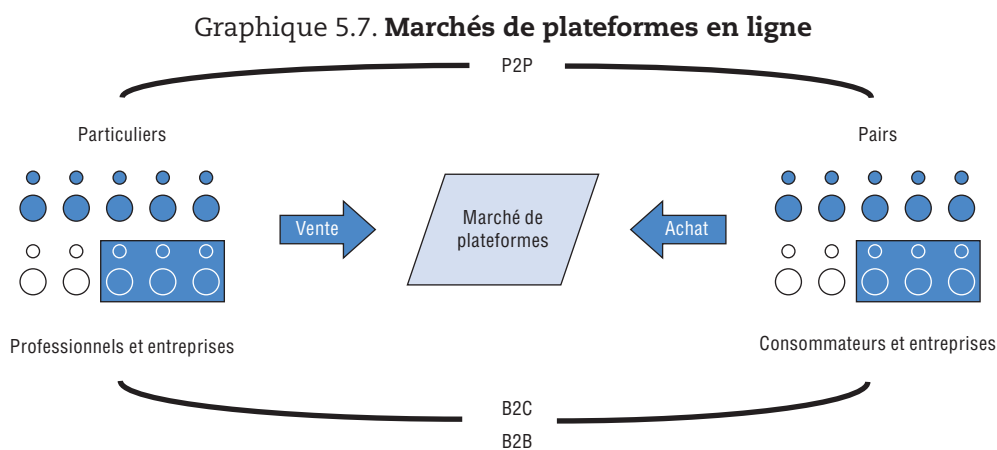 Graphique 5.7. Marchés de plateformes en ligne
P2P
Particuliers
Pairs
Vente
Marché de
plateformes
Achat
Professionnels et entreprises
Consommateurs et entreprises
B2C
B2B